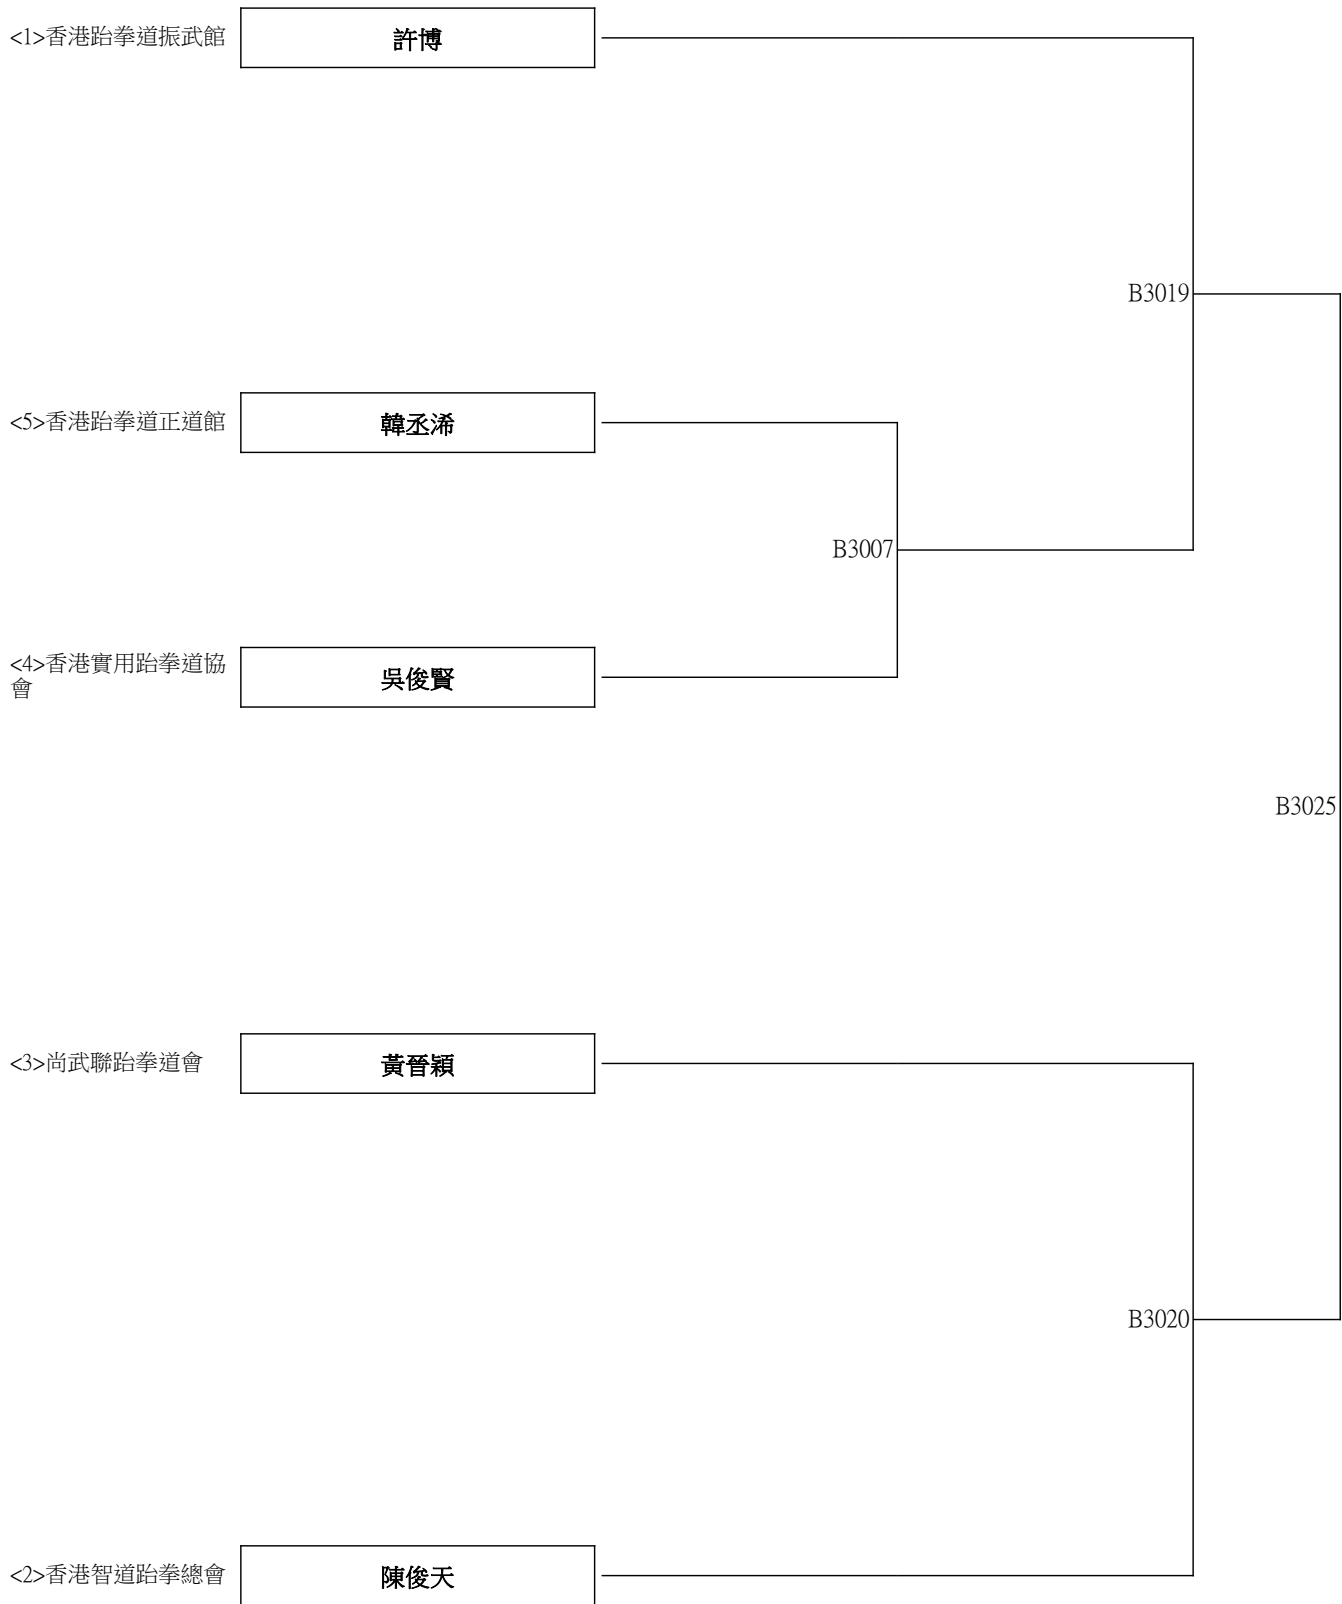 <1>香港跆拳道振武館
許博
B3019
<5>香港跆拳道正道館
韓丞浠
B3007
<4>香港實用跆拳道協
會
吳俊賢
B3025
<3>尚武聯跆拳道會
黃晉穎
B3020
<2>香港智道跆拳總會
陳俊天